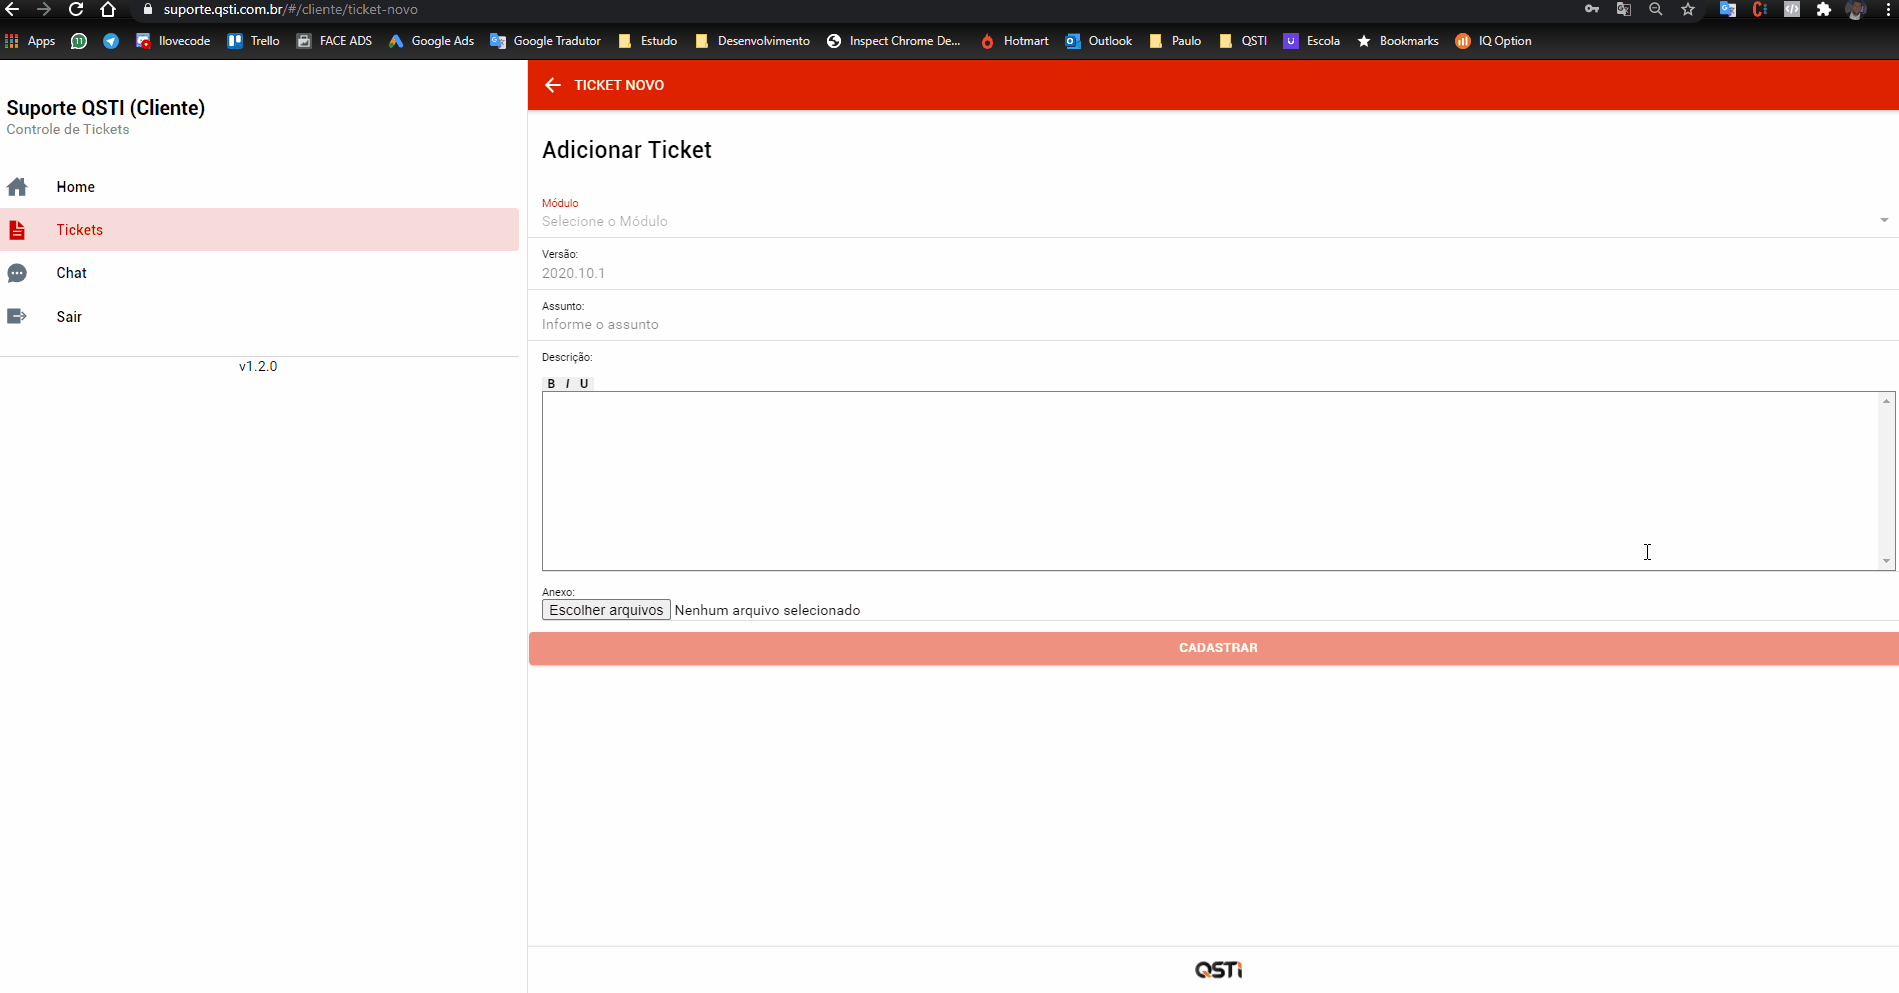 suporte.qsti.com.br/#/cliente/ticket-novo
Apps 11 Ilovecode Trello FACE ADS Google Ads Google Tradutor Estudo Desenvolvimento Inspect Chrome De... Hotmart Outlook Paulo QSTI Escola Bookmarks IQ Option
TICKET NOVO
Suporte QSTI (Cliente)
Controle de Tickets
Home
Tickets
Chat
Sair
v1.2.0
Adicionar Ticket
Módulo
Selecione o Módulo
Versão:
2020.10.1
Assunto:
Informe o assunto
Descrição:
B I U
Anexo:
Escolher arquivos Nenhum arquivo selecionado
CADASTRAR
QSTi